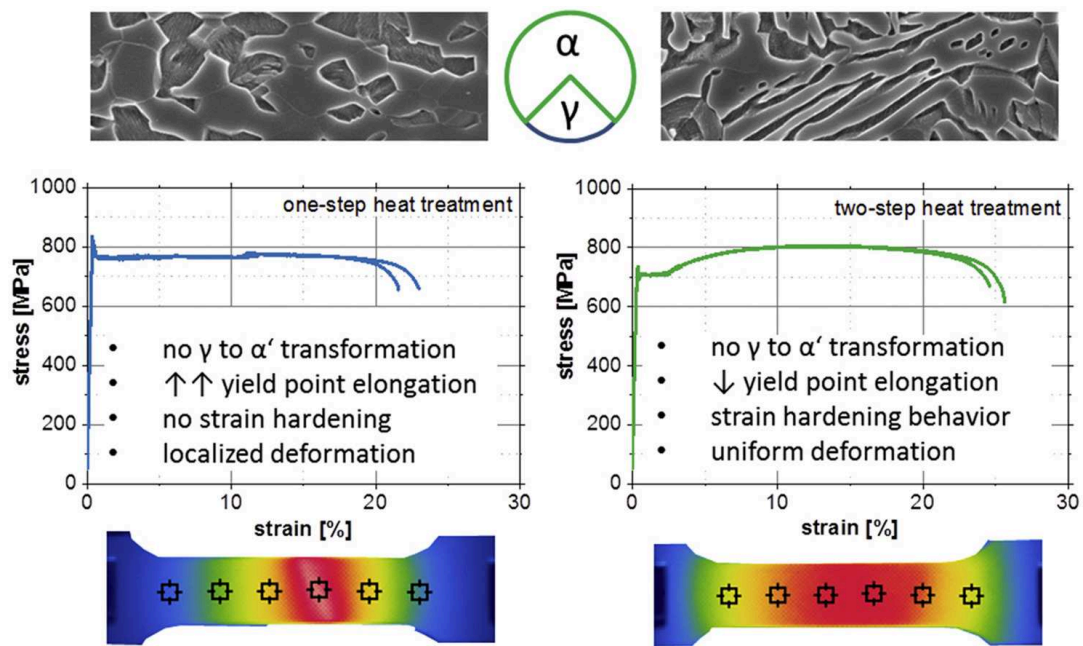 α
γ
1000
800
600
400
200
0
stress [MPa]
one-step heat treatment
• no γ to α‘ transformation
• ↑↑ yield point elongation
• no strain hardening
• localized deformation
0 10 20 30
strain [%]
1000
800
600
400
200
0
stress [MPa]
two-step heat treatment
• no γ to α‘ transformation
• ↓ yield point elongation
• strain hardening behavior
• uniform deformation
0 10 20 30
strain [%]